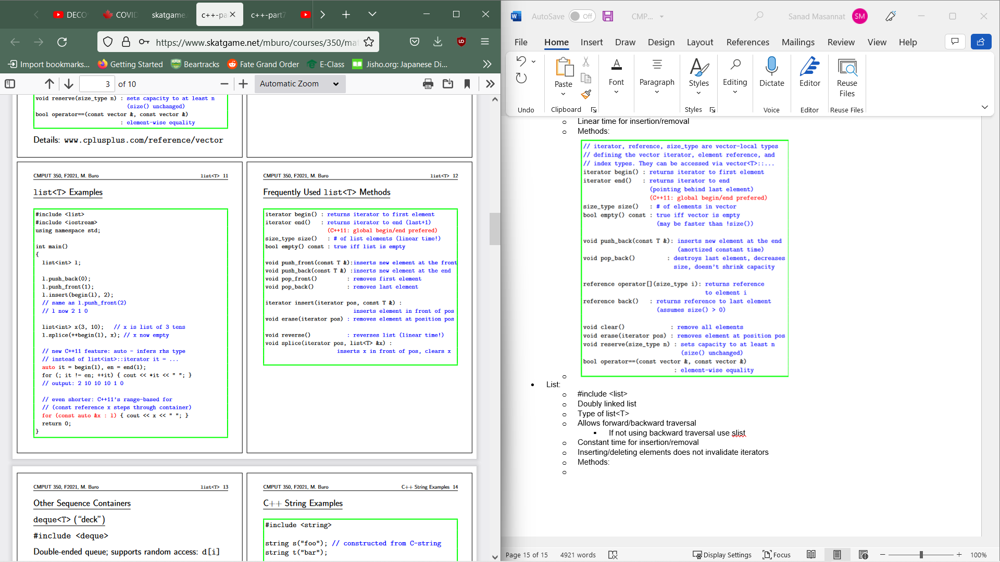 DECO
COVID
skatgame.
c++-pa
c++-part7
https://www.skatgame.net/mburo/courses/350/mat
Import bookmarks...
Getting Started
Beartracks
Fate Grand Order
E-Class
Jisho.org: Japanese Di...
3 of 10
Automatic Zoom
void reserve(size_type n) : sets capacity to at least n
(size() unchanged)
bool operator==(const vector &, const vector &)
: element-wise equality
Details: www.cplusplus.com/reference/vector
CMPUT 350, F2021, M. Buro list<T> 11
list<T> Examples
#include <list>
#include <iostream>
using namespace std;
int main()
{
list<int> l;
l.push_back(0);
l.push_front(1);
l.insert(begin(l), 2);
// same as l.push_front(2)
// l now 2 1 0
list<int> x(3, 10); // x is list of 3 tens
l.splice(++begin(l), x); // x now empty
// new C++11 feature: auto - infers rhs type
// instead of list<int>::iterator it = ...
auto it = begin(l), en = end(l);
for (; it != en; ++it) { cout << *it << " "; }
// output: 2 10 10 10 1 0
// even shorter: C++11's range-based for
// (const reference x steps through container)
for (const auto &x : l) { cout << x << " "; }
return 0;
}
CMPUT 350, F2021, M. Buro list<T> 12
Frequently Used list<T> Methods
iterator begin() : returns iterator to first element
iterator end() : returns iterator to end (last+1)
(C++11: global begin/end prefered)
size_type size() : # of list elements (linear time!)
bool empty() const : true iff list is empty
void push_front(const T &):inserts new element at the front
void push_back(const T &) :inserts new element at the end
void pop_front() : removes first element
void pop_back() : removes last element
iterator insert(iterator pos, const T &) :
inserts element in front of pos
void erase(iterator pos) : removes element at position pos
void reverse() : reverses list (linear time!)
void splice(iterator pos, list<T> &x) :
inserts x in front of pos, clears x
CMPUT 350, F2021, M. Buro list<T> 13
Other Sequence Containers
deque<T> (“deck”)
#include <deque>
Double-ended queue; supports random access: d[i]
CMPUT 350, F2021, M. Buro C++ String Examples 14
C++ String Examples
#include <string>
string s("foo"); // constructed from C-string
string t("bar");
AutoSave Off CMP... Sanad Masannat SM
File Home Insert Draw Design Layout References Mailings Review View Help
Paste Font Paragraph Styles Editing Dictate Editor Reuse Files
Undo Clipboard Styles Voice Editor Reuse Files
o Linear time for insertion/removal
o Methods:
// iterator, reference, size_type are vector-local types
// defining the vector iterator, element reference, and
// index types. They can be accessed via vector<T>::...
iterator begin() : returns iterator to first element
iterator end() : returns iterator to end
(pointing behind last element)
(C++11: global begin/end prefered)
size_type size() : # of elements in vector
bool empty() const : true iff vector is empty
(may be faster than !size())
void push_back(const T &): inserts new element at the end
(amortized constant time)
void pop_back() : destroys last element, decreases
size, doesn't shrink capacity
reference operator[](size_type i): returns reference
to element i
reference back() : returns reference to last element
(assumes size() > 0)
void clear() : remove all elements
void erase(iterator pos) : removes element at position pos
void reserve(size_type n) : sets capacity to at least n
(size() unchanged)
bool operator==(const vector &, const vector &)
: element-wise equality
o
• List:
o #include <list>
o Doubly linked list
o Type of list<T>
o Allows forward/backward traversal
▪ If not using backward traversal use slist
o Constant time for insertion/removal
o Inserting/deleting elements does not invalidate iterators
o Methods:
o
Page 15 of 15 4921 words Display Settings Focus 100%